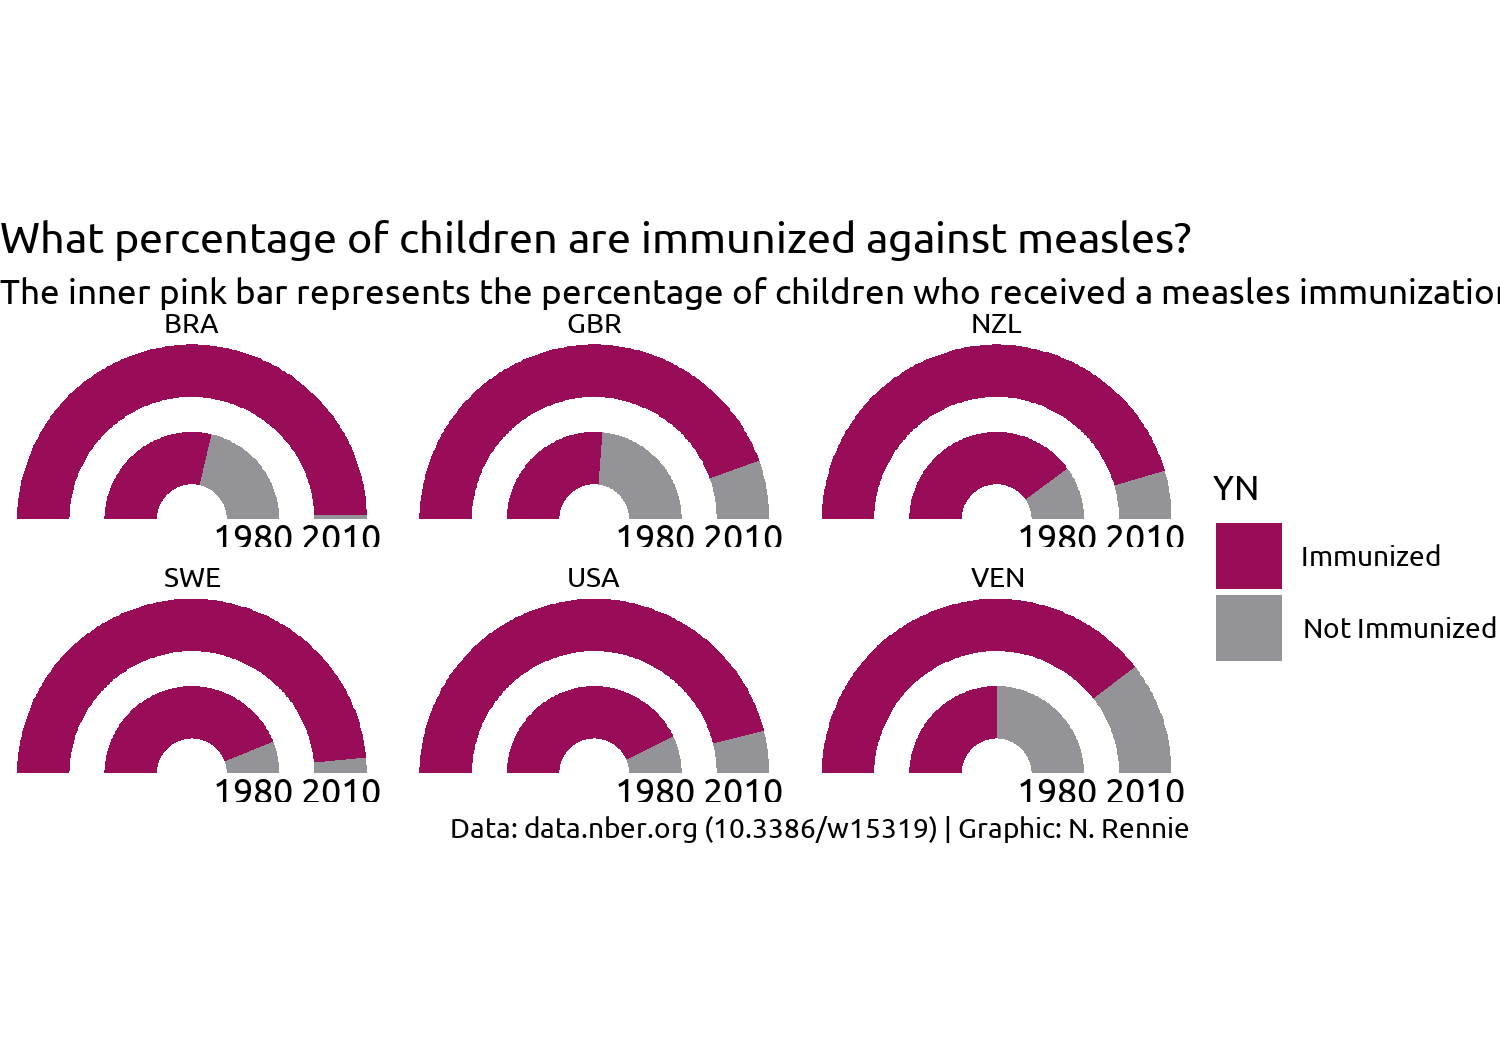 What percentage of children are immunized against measles?
The inner pink bar represents the percentage of children who received a measles immunization
BRA GBR NZL
1980 2010 1980 2010 1980 2010
SWE USA VEN
1980 2010 1980 2010 1980 2010
YN
Immunized
Not Immunized
Data: data.nber.org (10.3386/w15319) | Graphic: N. Rennie